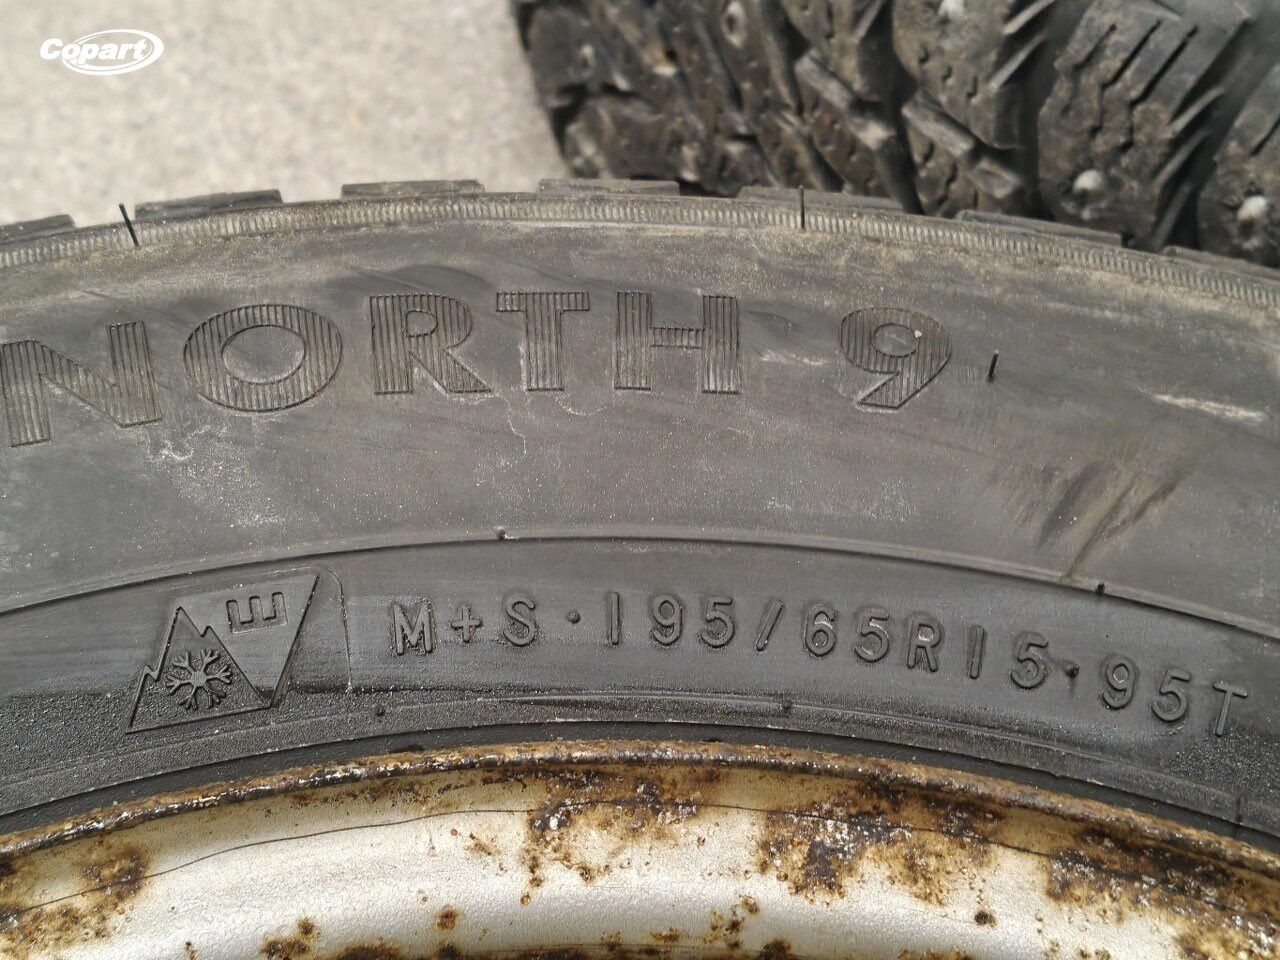 Copart
NORTH 9
Ш
M+S·195/65R15·95T